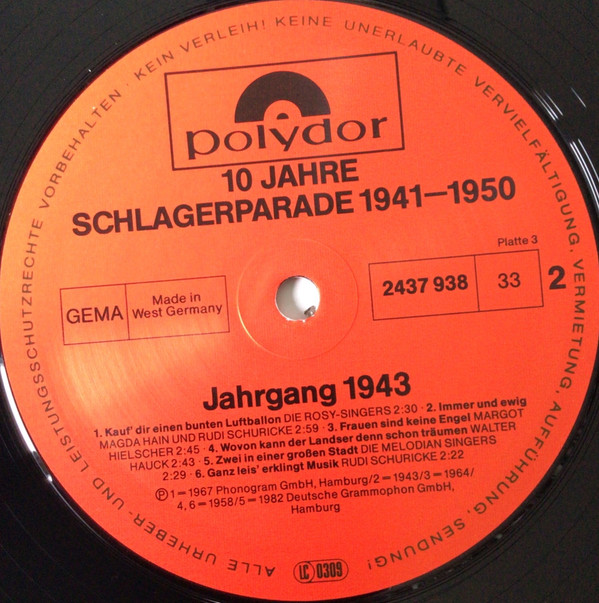 ALLE URHEBER- UND LEISTUNGSSCHUTZRECHTE VORBEHALTEN · KEIN VERLEIH! KEINE UNERLAUBTE VERVIELFÄLTIGUNG, VERMIETUNG, AUFFÜHRUNG, SENDUNG!
polydor
10 JAHRE
SCHLAGERPARADE 1941—1950
Platte 3
GEMA
Made in
West Germany
2437 938
33
2
Jahrgang 1943
1. Kauf' dir einen bunten Luftballon DIE ROSY-SINGERS 2:30 · 2. Immer und ewig
MAGDA HAIN UND RUDI SCHURICKE 2:59 · 3. Frauen sind keine Engel MARGOT
HIELSCHER 2:45 · 4. Wovon kann der Landser denn schon träumen WALTER
HAUCK 2:43 · 5. Zwei in einer großen Stadt DIE MELODIAN SINGERS
2:29 · 6. Ganz leis' erklingt Musik RUDI SCHURICKE 2:22
Ⓟ1—1967 Phonogram GmbH, Hamburg/2—1943/3—1964/
4, 6—1958/5—1982 Deutsche Grammophon GmbH,
Hamburg
LC 0309